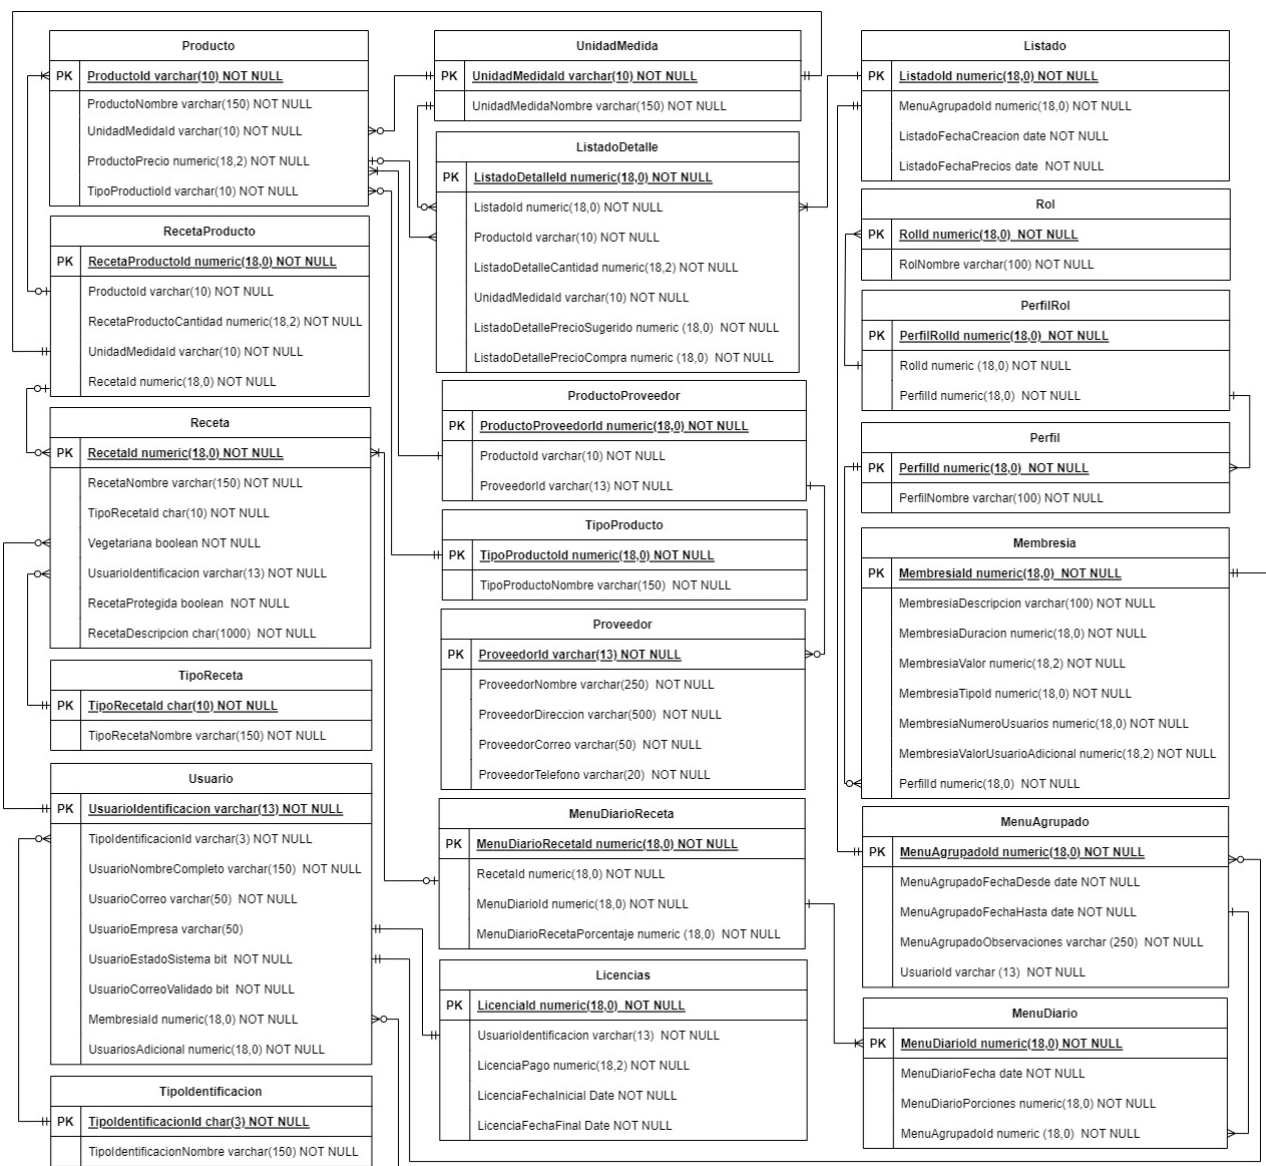 Producto
PK ProductoId varchar(10) NOT NULL
ProductoNombre varchar(150) NOT NULL
UnidadMedidaId varchar(10) NOT NULL
ProductoPrecio numeric(18,2) NOT NULL
TipoProductioId varchar(10) NOT NULL
RecetaProducto
PK RecetaProductoId numeric(18,0) NOT NULL
ProductoId varchar(10) NOT NULL
RecetaProductoCantidad numeric(18,2) NOT NULL
UnidadMedidaId varchar(10) NOT NULL
RecetaId numeric(18,0) NOT NULL
Receta
PK RecetaId numeric(18,0) NOT NULL
RecetaNombre varchar(150) NOT NULL
TipoRecetaId char(10) NOT NULL
Vegetariana boolean NOT NULL
UsuarioIdentificacion varchar(13) NOT NULL
RecetaProtegida boolean NOT NULL
RecetaDescripcion char(1000) NOT NULL
TipoReceta
PK TipoRecetaId char(10) NOT NULL
TipoRecetaNombre varchar(150) NOT NULL
Usuario
PK UsuarioIdentificacion varchar(13) NOT NULL
TipoIdentificacionId varchar(3) NOT NULL
UsuarioNombreCompleto varchar(150) NOT NULL
UsuarioCorreo varchar(50) NOT NULL
UsuarioEmpresa varchar(50)
UsuarioEstadoSistema bit NOT NULL
UsuarioCorreoValidado bit NOT NULL
MembresiaId numeric(18,0) NOT NULL
UsuariosAdicional numeric(18,0) NOT NULL
TipoIdentificacion
PK TipoIdentificacionId char(3) NOT NULL
TipoIdentificacionNombre varchar(150) NOT NULL
UnidadMedida
PK UnidadMedidaId varchar(10) NOT NULL
UnidadMedidaNombre varchar(150) NOT NULL
ListadoDetalle
PK ListadoDetalleId numeric(18,0) NOT NULL
ListadoId numeric(18,0) NOT NULL
ProductoId varchar(10) NOT NULL
ListadoDetalleCantidad numeric(18,2) NOT NULL
UnidadMedidaId varchar(10) NOT NULL
ListadoDetallePrecioSugerido numeric (18,0) NOT NULL
ListadoDetallePrecioCompra numeric (18,0) NOT NULL
ProductoProveedor
PK ProductoProveedorId numeric(18,0) NOT NULL
ProductoId varchar(10) NOT NULL
ProveedorId varchar(13) NOT NULL
TipoProducto
PK TipoProductoId numeric(18,0) NOT NULL
TipoProductoNombre varchar(150) NOT NULL
Proveedor
PK ProveedorId varchar(13) NOT NULL
ProveedorNombre varchar(250) NOT NULL
ProveedorDireccion varchar(500) NOT NULL
ProveedorCorreo varchar(50) NOT NULL
ProveedorTelefono varchar(20) NOT NULL
MenuDiarioReceta
PK MenuDiarioRecetaId numeric(18,0) NOT NULL
RecetaId numeric(18,0) NOT NULL
MenuDiarioId numeric(18,0) NOT NULL
MenuDiarioRecetaPorcentaje numeric (18,0) NOT NULL
Licencias
PK LicenciaId numeric(18,0) NOT NULL
UsuarioIdentificacion varchar(13) NOT NULL
LicenciaPago numeric(18,2) NOT NULL
LicenciaFechaInicial Date NOT NULL
LicenciaFechaFinal Date NOT NULL
Listado
PK ListadoId numeric(18,0) NOT NULL
MenuAgrupadoId numeric(18,0) NOT NULL
ListadoFechaCreacion date NOT NULL
ListadoFechaPrecios date NOT NULL
Rol
PK RolId numeric(18,0) NOT NULL
RolNombre varchar(100) NOT NULL
PerfilRol
PK PerfilRolId numeric(18,0) NOT NULL
RolId numeric (18,0) NOT NULL
PerfilId numeric(18,0) NOT NULL
Perfil
PK PerfilId numeric(18,0) NOT NULL
PerfilNombre varchar(100) NOT NULL
Membresia
PK MembresiaId numeric(18,0) NOT NULL
MembresiaDescripcion varchar(100) NOT NULL
MembresiaDuracion numeric(18,0) NOT NULL
MembresiaValor numeric(18,2) NOT NULL
MembresiaTipoId numeric(18,0) NOT NULL
MembresiaNumeroUsuarios numeric(18,0) NOT NULL
MembresiaValorUsuarioAdicional numeric(18,2) NOT NULL
PerfilId numeric(18,0) NOT NULL
MenuAgrupado
PK MenuAgrupadoId numeric(18,0) NOT NULL
MenuAgrupadoFechaDesde date NOT NULL
MenuAgrupadoFechaHasta date NOT NULL
MenuAgrupadoObservaciones varchar (250) NOT NULL
UsuarioId varchar (13) NOT NULL
MenuDiario
PK MenuDiarioId numeric(18,0) NOT NULL
MenuDiarioFecha date NOT NULL
MenuDiarioPorciones numeric(18,0) NOT NULL
MenuAgrupadoId numeric (18,0) NOT NULL